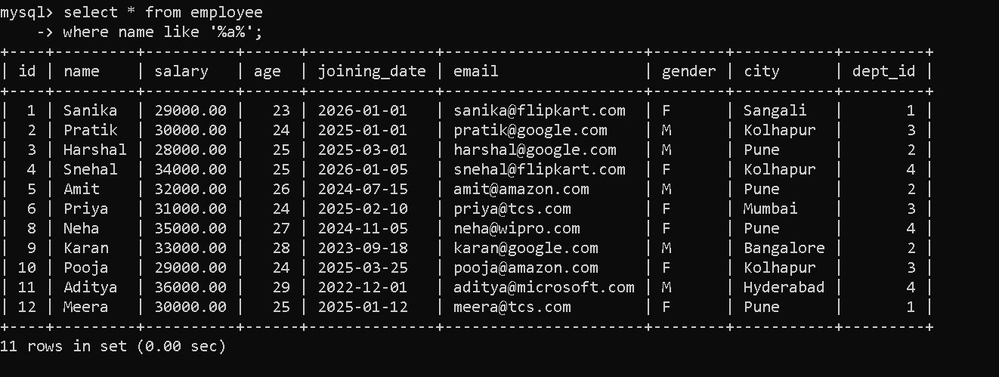 mysql> select * from employee
    -> where name like '%a%';
+----+---------+----------+------+--------------+----------------------+--------+-----------+---------+
| id | name    | salary   | age  | joining_date | email                | gender | city      | dept_id |
+----+---------+----------+------+--------------+----------------------+--------+-----------+---------+
|  1 | Sanika  | 29000.00 |   23 | 2026-01-01   | sanika@flipkart.com  | F      | Sangali   |       1 |
|  2 | Pratik  | 30000.00 |   24 | 2025-01-01   | pratik@google.com    | M      | Kolhapur  |       3 |
|  3 | Harshal | 28000.00 |   25 | 2025-03-01   | harshal@google.com   | M      | Pune      |       2 |
|  4 | Snehal  | 34000.00 |   25 | 2026-01-05   | snehal@flipkart.com  | F      | Kolhapur  |       4 |
|  5 | Amit    | 32000.00 |   26 | 2024-07-15   | amit@amazon.com      | M      | Pune      |       2 |
|  6 | Priya   | 31000.00 |   24 | 2025-02-10   | priya@tcs.com        | F      | Mumbai    |       3 |
|  8 | Neha    | 35000.00 |   27 | 2024-11-05   | neha@wipro.com       | F      | Pune      |       4 |
|  9 | Karan   | 33000.00 |   28 | 2023-09-18   | karan@google.com     | M      | Bangalore |       2 |
| 10 | Pooja   | 29000.00 |   24 | 2025-03-25   | pooja@amazon.com     | F      | Kolhapur  |       3 |
| 11 | Aditya  | 36000.00 |   29 | 2022-12-01   | aditya@microsoft.com | M      | Hyderabad |       4 |
| 12 | Meera   | 30000.00 |   25 | 2025-01-12   | meera@tcs.com        | F      | Pune      |       1 |
+----+---------+----------+------+--------------+----------------------+--------+-----------+---------+
11 rows in set (0.00 sec)